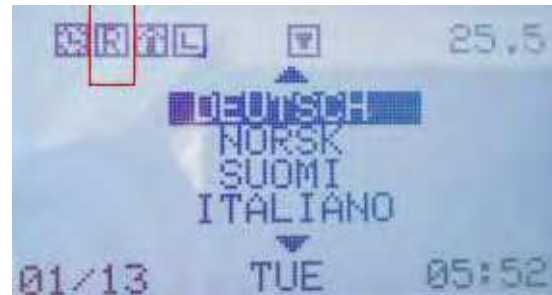 R L 25.5
DEUTSCH
NORSK
SUOMI
ITALIANO
01/13 TUE 05:52